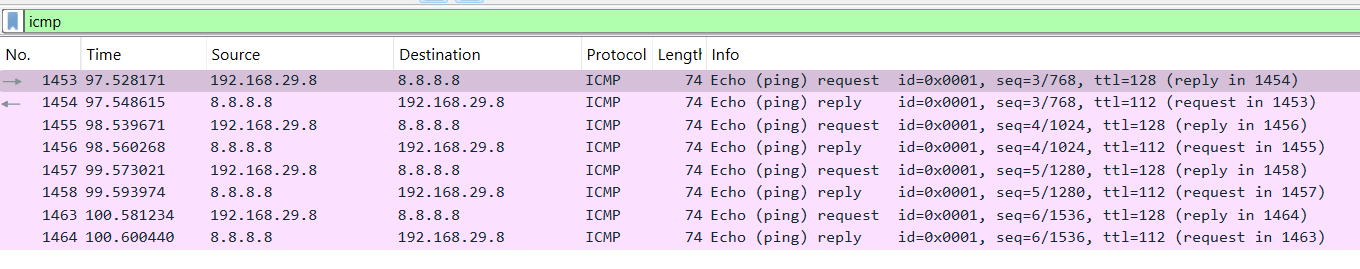 icmp
No. Time Source Destination Protocol Lengtl Info
1453 97.528171 192.168.29.8 8.8.8.8 ICMP 74 Echo (ping) request id=0x0001, seq=3/768, ttl=128 (reply in 1454)
1454 97.548615 8.8.8.8 192.168.29.8 ICMP 74 Echo (ping) reply id=0x0001, seq=3/768, ttl=112 (request in 1453)
1455 98.539671 192.168.29.8 8.8.8.8 ICMP 74 Echo (ping) request id=0x0001, seq=4/1024, ttl=128 (reply in 1456)
1456 98.560268 8.8.8.8 192.168.29.8 ICMP 74 Echo (ping) reply id=0x0001, seq=4/1024, ttl=112 (request in 1455)
1457 99.573021 192.168.29.8 8.8.8.8 ICMP 74 Echo (ping) request id=0x0001, seq=5/1280, ttl=128 (reply in 1458)
1458 99.593974 8.8.8.8 192.168.29.8 ICMP 74 Echo (ping) reply id=0x0001, seq=5/1280, ttl=112 (request in 1457)
1463 100.581234 192.168.29.8 8.8.8.8 ICMP 74 Echo (ping) request id=0x0001, seq=6/1536, ttl=128 (reply in 1464)
1464 100.600440 8.8.8.8 192.168.29.8 ICMP 74 Echo (ping) reply id=0x0001, seq=6/1536, ttl=112 (request in 1463)